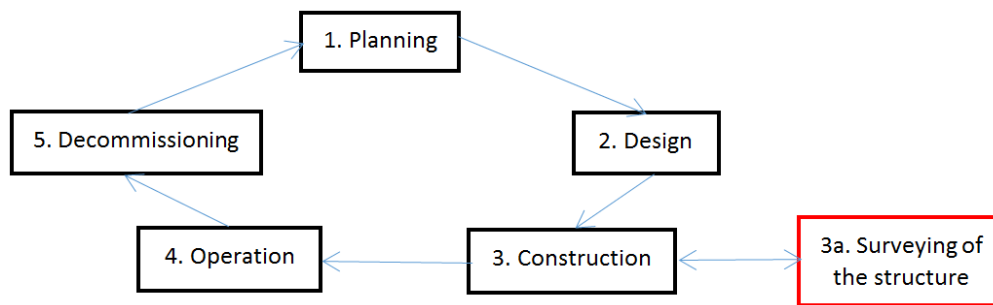 1. Planning
5. Decommissioning
2. Design
4. Operation
3. Construction
3a. Surveying of
the structure